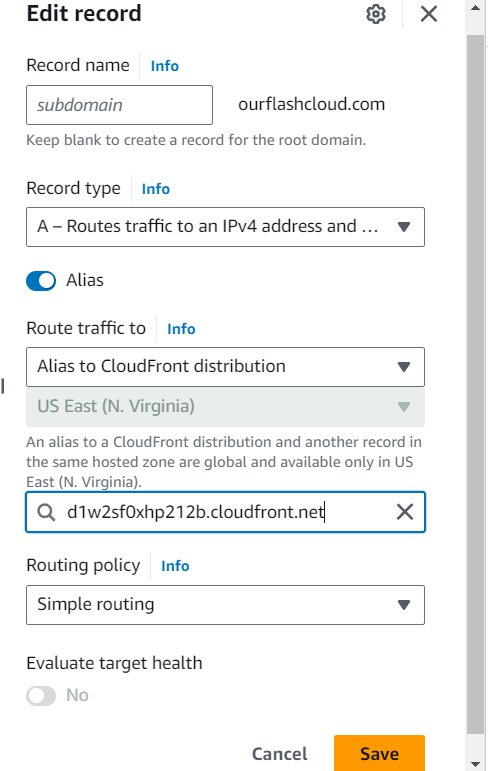 Edit record
Record name Info
subdomain ourflashcloud.com
Keep blank to create a record for the root domain.
Record type Info
A – Routes traffic to an IPv4 address and ...
Alias
Route traffic to Info
Alias to CloudFront distribution
US East (N. Virginia)
An alias to a CloudFront distribution and another record in
the same hosted zone are global and available only in US
East (N. Virginia).
d1w2sf0xhp212b.cloudfront.net
Routing policy Info
Simple routing
Evaluate target health
No
Cancel Save